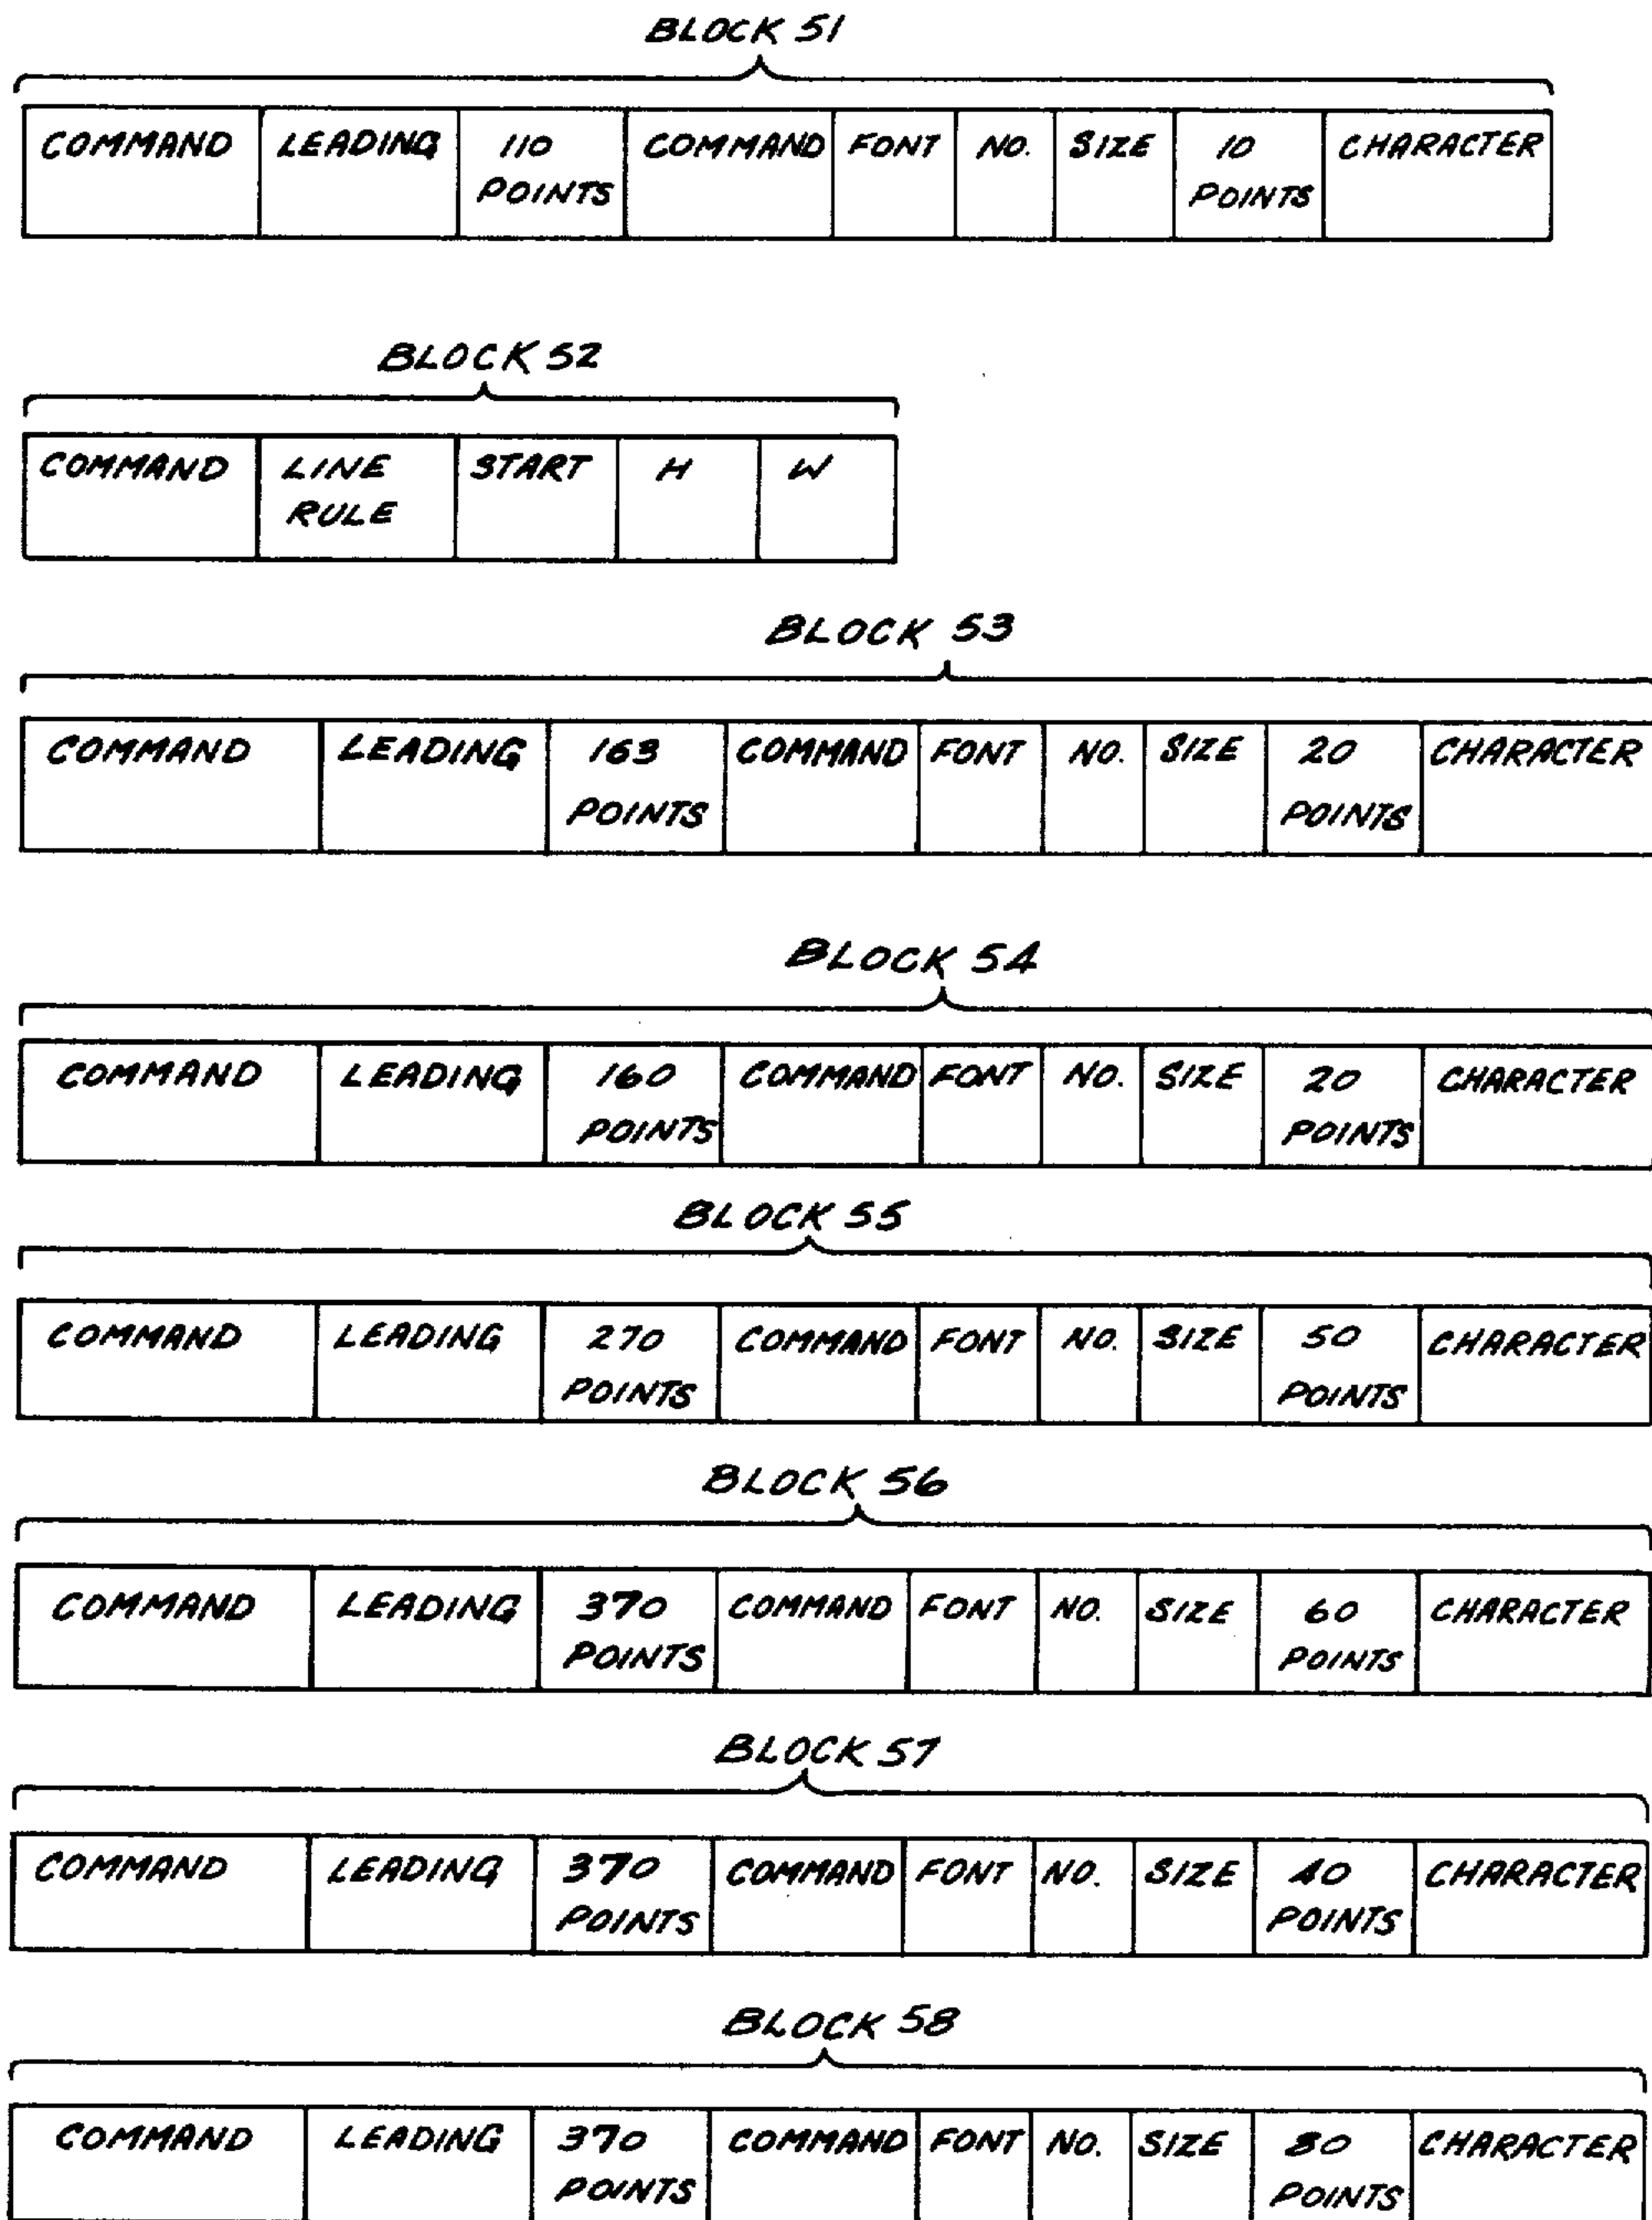 BLOCK 51
COMMAND LEADING 110 COMMAND FONT NO. SIZE 10 CHARACTER
POINTS POINTS
BLOCK 52
COMMAND LINE START H W
RULE
BLOCK 53
COMMAND LEADING 163 COMMAND FONT NO. SIZE 20 CHARACTER
POINTS POINTS
BLOCK 54
COMMAND LEADING 160 COMMAND FONT NO. SIZE 20 CHARACTER
POINTS POINTS
BLOCK 55
COMMAND LEADING 270 COMMAND FONT NO. SIZE 50 CHARACTER
POINTS POINTS
BLOCK 56
COMMAND LEADING 370 COMMAND FONT NO. SIZE 60 CHARACTER
POINTS POINTS
BLOCK 57
COMMAND LEADING 370 COMMAND FONT NO. SIZE 40 CHARACTER
POINTS POINTS
BLOCK 58
COMMAND LEADING 370 COMMAND FONT NO. SIZE 80 CHARACTER
POINTS POINTS